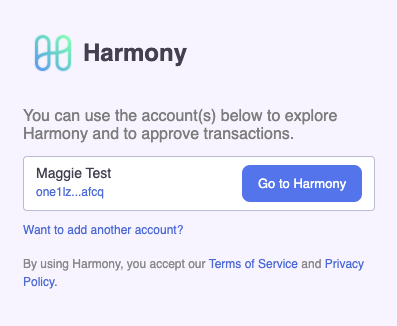 Harmony
You can use the account(s) below to explore
Harmony and to approve transactions.
Maggie Test
one1lz...afcq
Go to Harmony
Want to add another account?
By using Harmony, you accept our Terms of Service and Privacy
Policy.